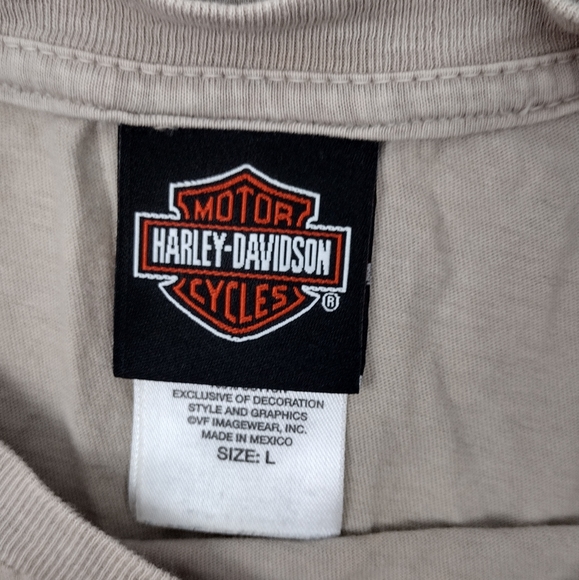 MOTOR
HARLEY-DAVIDSON
CYCLES
®
EXCLUSIVE OF DECORATION
STYLE AND GRAPHICS
©VF IMAGEWEAR, INC.
MADE IN MEXICO
SIZE: L